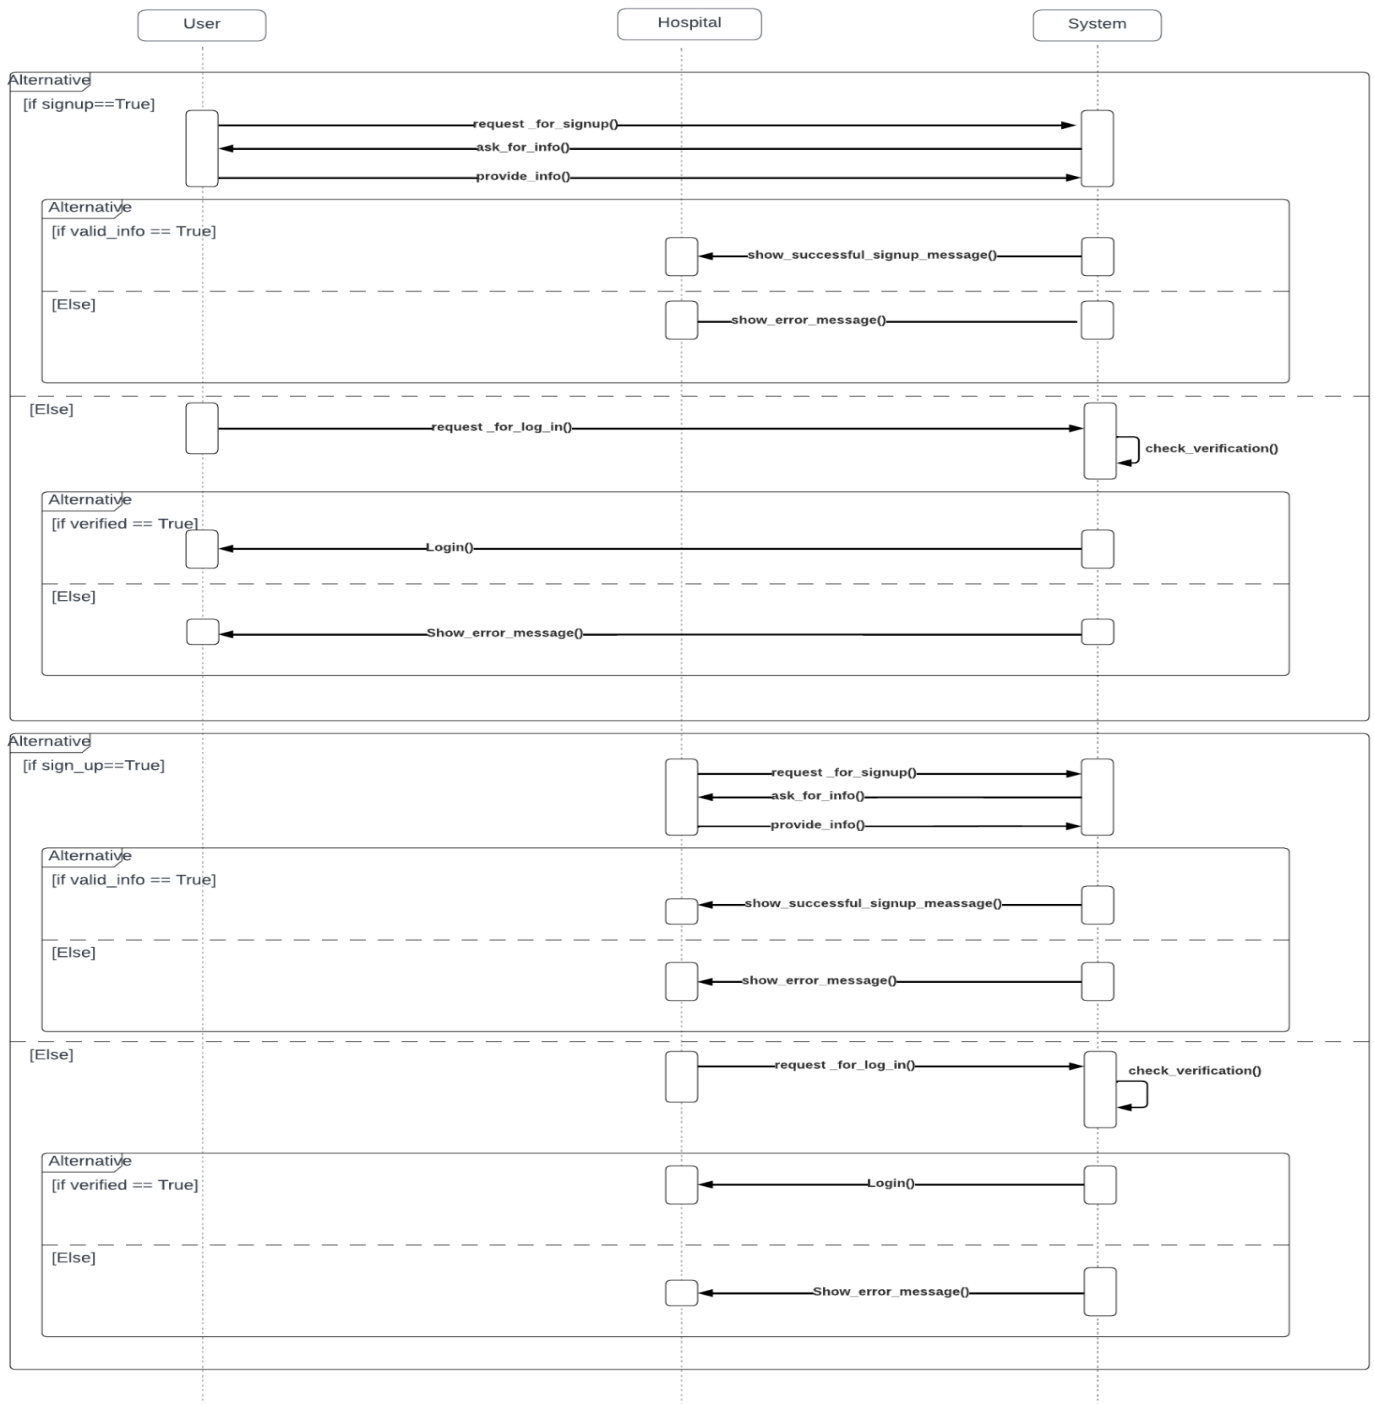 User
Hospital
System
Alternative
[if signup==True]
request _for_signup()
ask_for_info()
provide_info()
Alternative
[if valid_info == True]
show_successful_signup_message()
[Else]
show_error_message()
[Else]
request _for_log_in()
check_verification()
Alternative
[if verified == True]
Login()
[Else]
Show_error_message()
Alternative
[if sign_up==True]
request _for_signup()
ask_for_info()
provide_info()
Alternative
[if valid_info == True]
show_successful_signup_meassage()
[Else]
show_error_message()
[Else]
request _for_log_in()
check_verification()
Alternative
[if verified == True]
Login()
[Else]
Show_error_message()